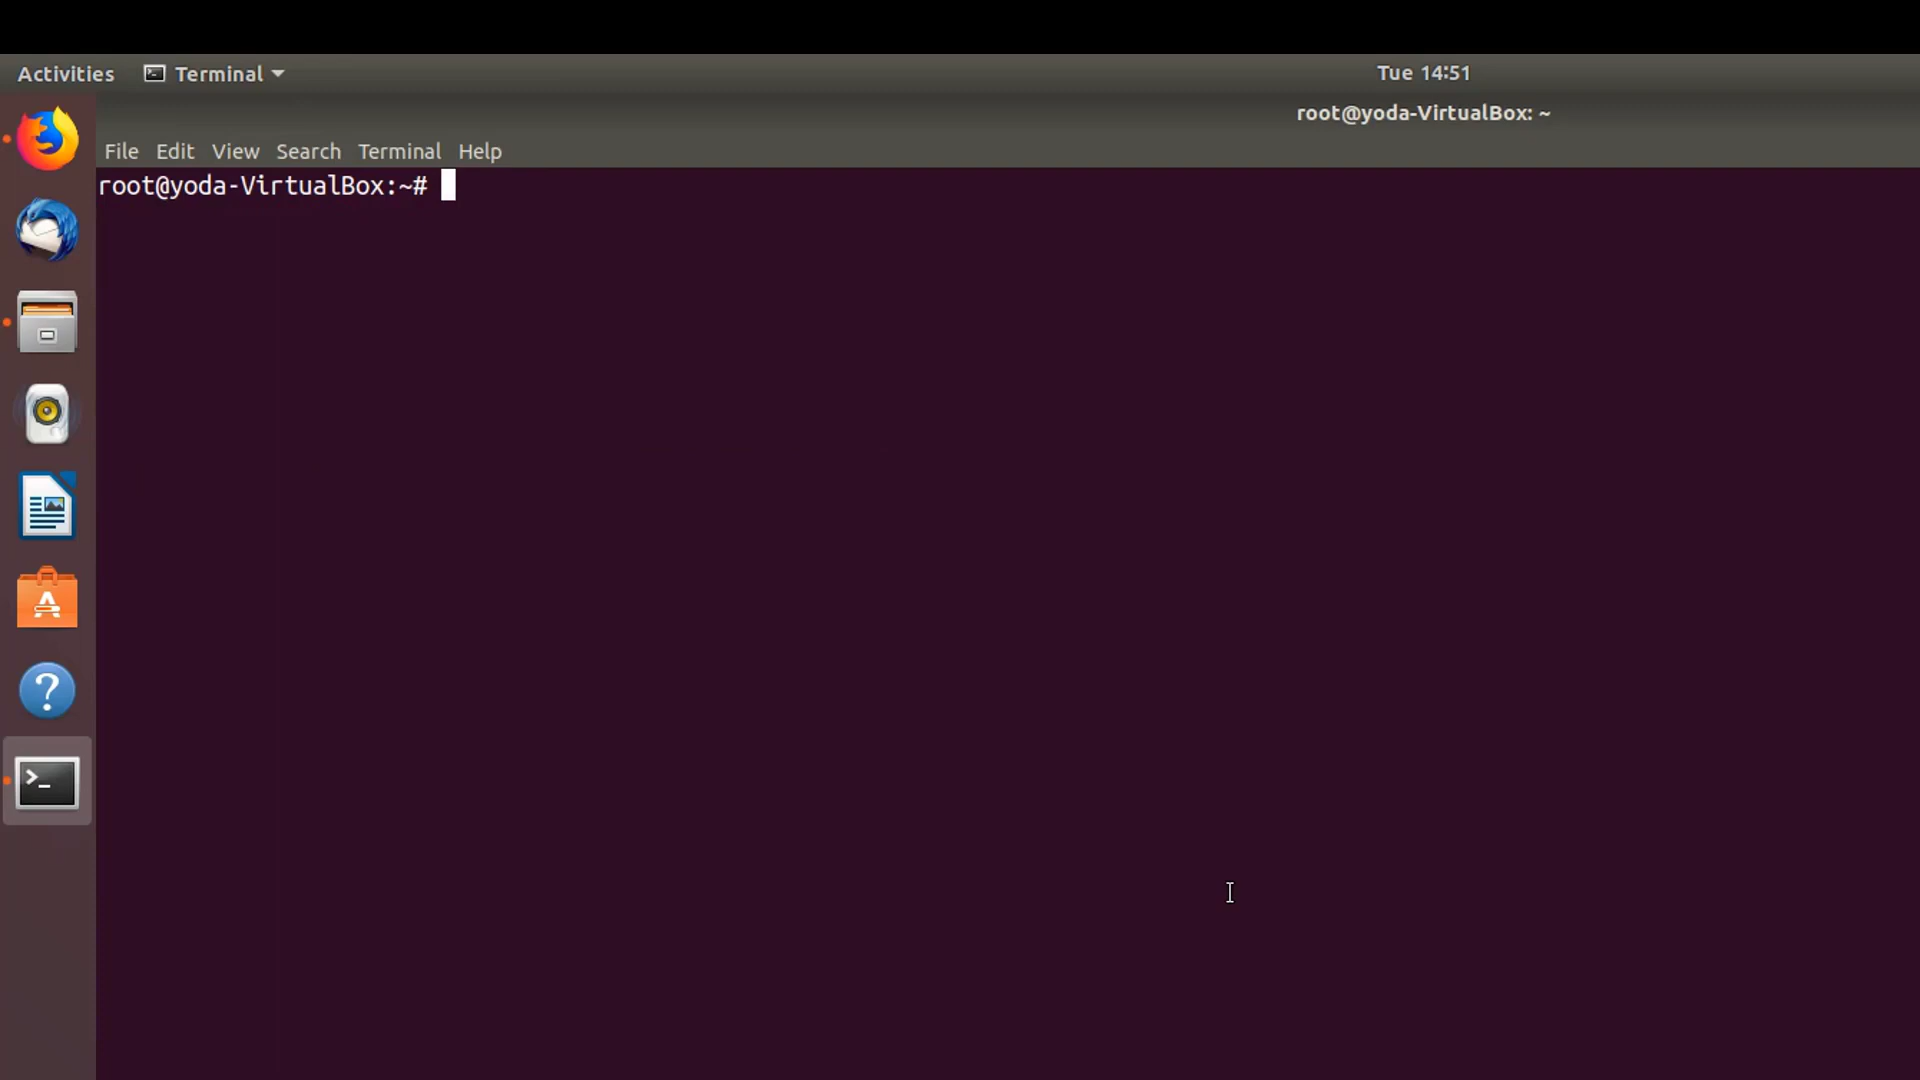 Activities Terminal Tue 14:51
root@yoda-VirtualBox: ~
File Edit View Search Terminal Help
root@yoda-VirtualBox:~#